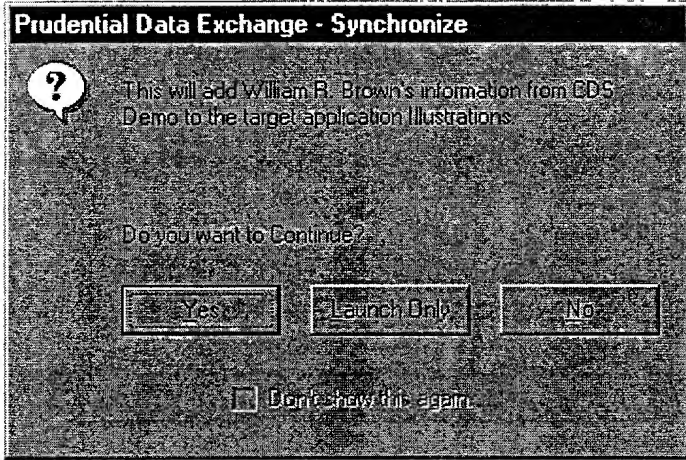 Prudential Data Exchange - Synchronize
?
This will add William R. Brown's information from CDS
Demo to the target application Illustrations.
Do you want to Continue?
Yes
Launch Only
No
Don't show this again.